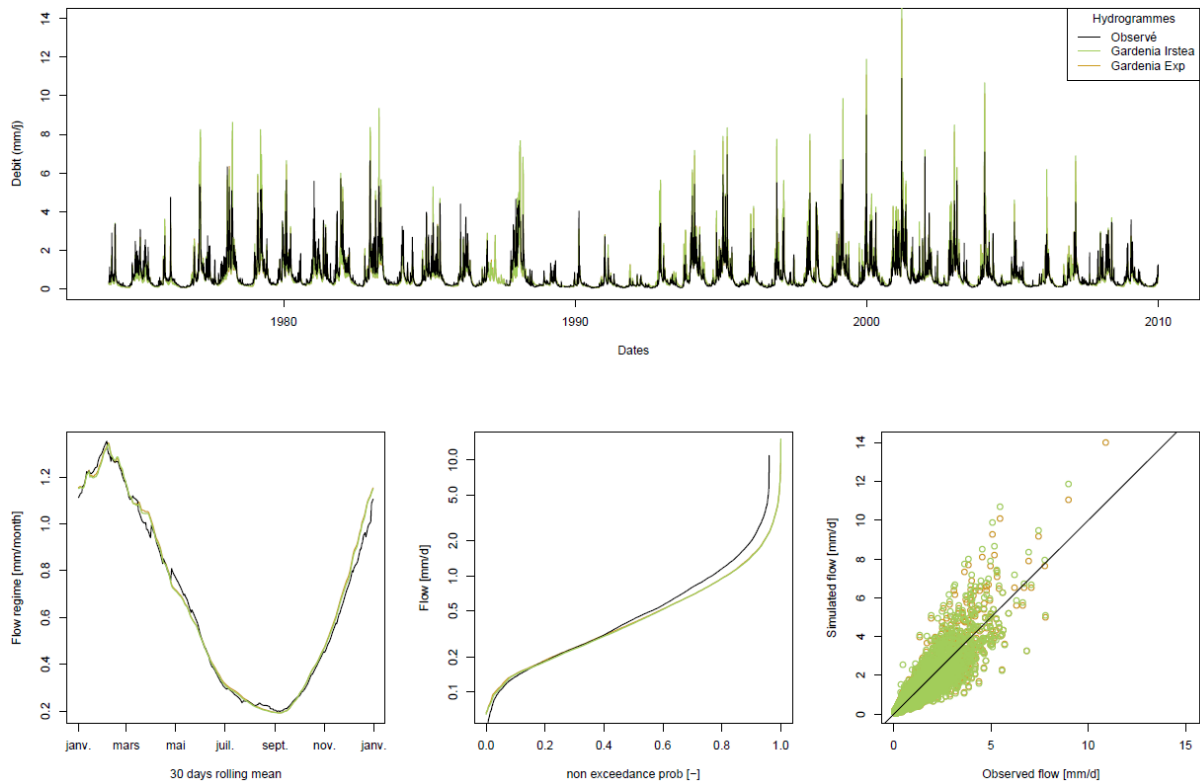 Hydrogrammes
Observé
Gardenia Irstea
Gardenia Exp
Debit (mm/j)
14
12
10
8
6
4
2
0
1980
1990
2000
2010
Dates
Flow regime [mm/month]
1.2
1.0
0.8
0.6
0.4
0.2
janv.
mars
mai
juil.
sept.
nov.
janv.
30 days rolling mean
Flow [mm/d]
10.0
5.0
2.0
1.0
0.5
0.2
0.1
0.0
0.2
0.4
0.6
0.8
1.0
non exceedance prob [−]
Simulated flow [mm/d]
14
12
10
8
6
4
2
0
0
5
10
15
Observed flow [mm/d]